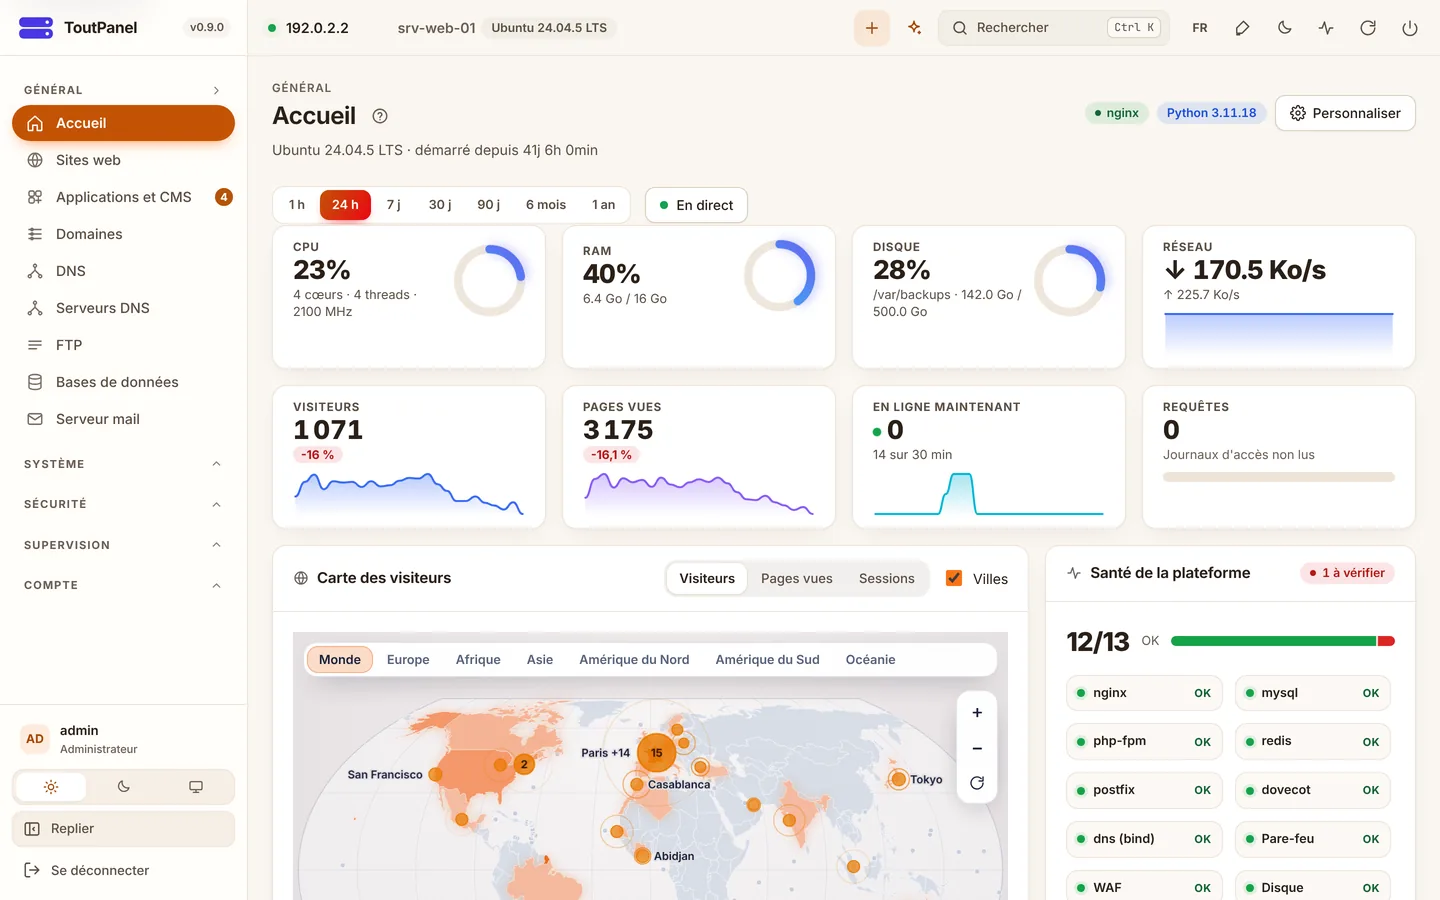 ToutPanel
v0.9.0
192.0.2.2
srv-web-01
Ubuntu 24.04.5 LTS
Rechercher
Ctrl K
FR
GÉNÉRAL
Accueil
Sites web
Applications et CMS
4
Domaines
DNS
Serveurs DNS
FTP
Bases de données
Serveur mail
SYSTÈME
SÉCURITÉ
SUPERVISION
COMPTE
AD
admin
Administrateur
Replier
Se déconnecter
GÉNÉRAL
Accueil
Ubuntu 24.04.5 LTS · démarré depuis 41j 6h 0min
nginx
Python 3.11.18
Personnaliser
1 h
24 h
7 j
30 j
90 j
6 mois
1 an
En direct
CPU
23%
4 cœurs · 4 threads ·
2100 MHz
RAM
40%
6.4 Go / 16 Go
DISQUE
28%
/var/backups · 142.0 Go /
500.0 Go
RÉSEAU
↓ 170.5 Ko/s
↑ 225.7 Ko/s
VISITEURS
1 071
-16 %
PAGES VUES
3 175
-16,1 %
EN LIGNE MAINTENANT
0
14 sur 30 min
REQUÊTES
0
Journaux d'accès non lus
Carte des visiteurs
Visiteurs
Pages vues
Sessions
Villes
Monde
Europe
Afrique
Asie
Amérique du Nord
Amérique du Sud
Océanie
+
−
San Francisco
2
Paris +14
15
Casablanca
Tokyo
Abidjan
Santé de la plateforme
1 à vérifier
12/13
OK
nginx
OK
mysql
OK
php-fpm
OK
redis
OK
postfix
OK
dovecot
OK
dns (bind)
OK
Pare-feu
OK
WAF
OK
Disque
OK